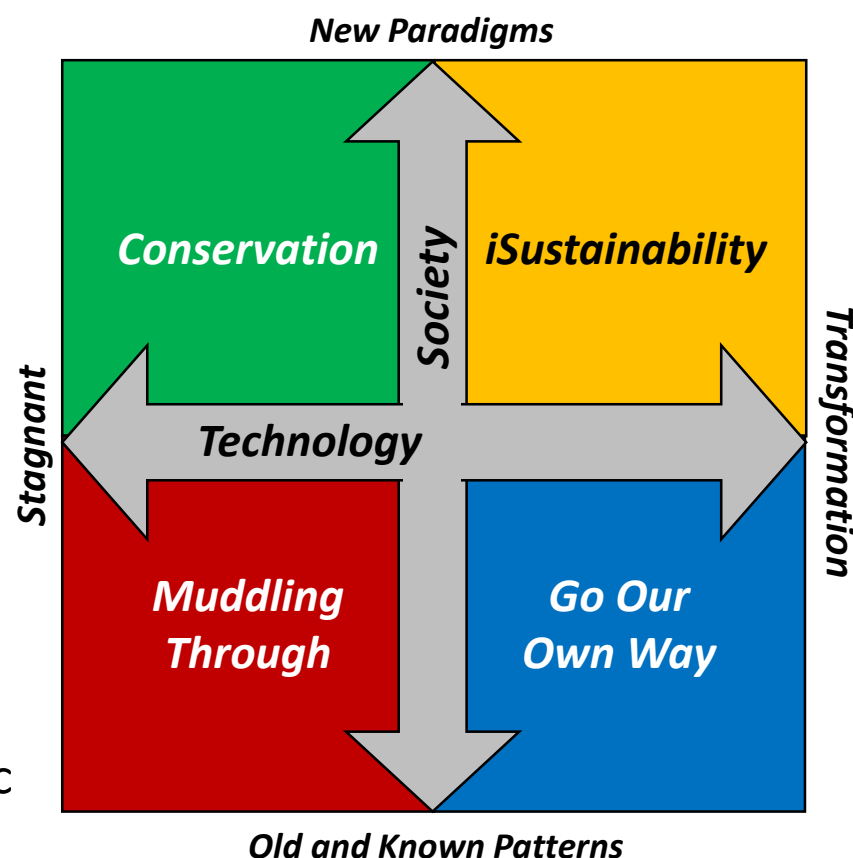 New Paradigms
Conservation
iSustainability
Society
Stagnant
Technology
Transformation
Muddling
Through
Go Our
Own Way
c
Old and Known Patterns